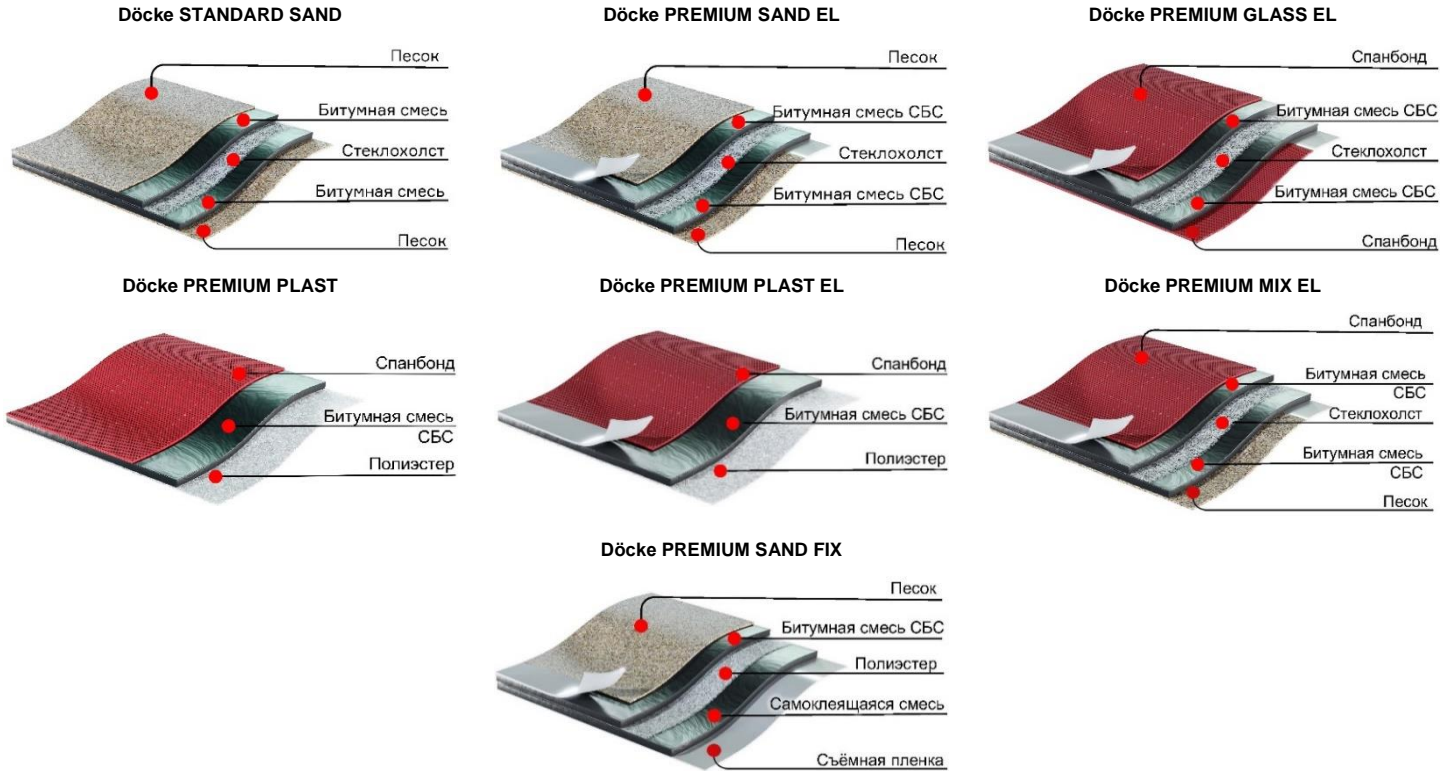 Döcke STANDARD SAND
Песок
Битумная смесь
Стеклохолст
Битумная смесь
Песок
Döcke PREMIUM SAND EL
Песок
Битумная смесь СБС
Стеклохолст
Битумная смесь СБС
Песок
Döcke PREMIUM GLASS EL
Спанбонд
Битумная смесь СБС
Стеклохолст
Битумная смесь СБС
Спанбонд
Döcke PREMIUM PLAST
Спанбонд
Битумная смесь
СБС
Полиэстер
Döcke PREMIUM PLAST EL
Спанбонд
Битумная смесь СБС
Полиэстер
Döcke PREMIUM MIX EL
Спанбонд
Битумная смесь
СБС
Стеклохолст
Битумная смесь
СБС
Песок
Döcke PREMIUM SAND FIX
Песок
Битумная смесь СБС
Полиэстер
Самоклеящаяся смесь
Съёмная пленка